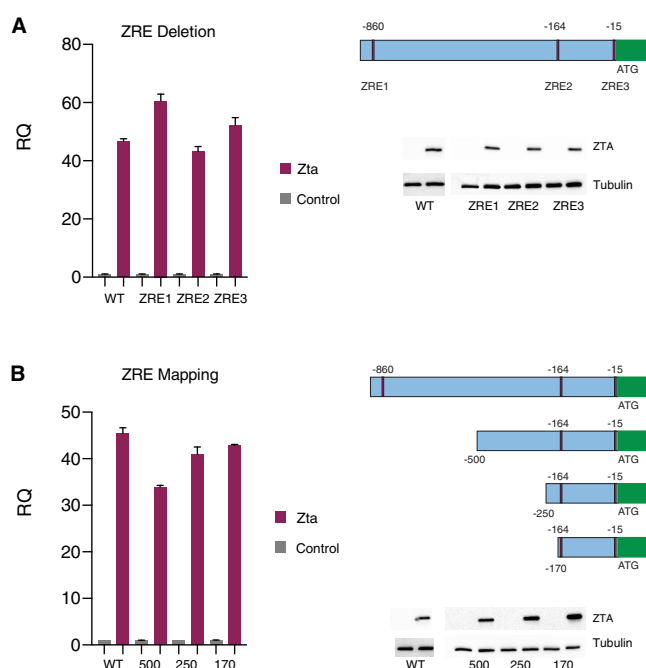 A
ZRE Deletion
80
60
40
20
0
RQ
WT ZRE1 ZRE2 ZRE3
Zta
Control
-860 -164 -15
ATG
ZRE1 ZRE2 ZRE3
ZTA
Tubulin
WT ZRE1 ZRE2 ZRE3
B
ZRE Mapping
50
40
30
20
10
0
RQ
WT 500 250 170
Zta
Control
-860 -164 -15
ATG
-164 -15
-500 ATG
-164 -15
-250 ATG
-164 -15
-170 ATG
ZTA
Tubulin
WT 500 250 170